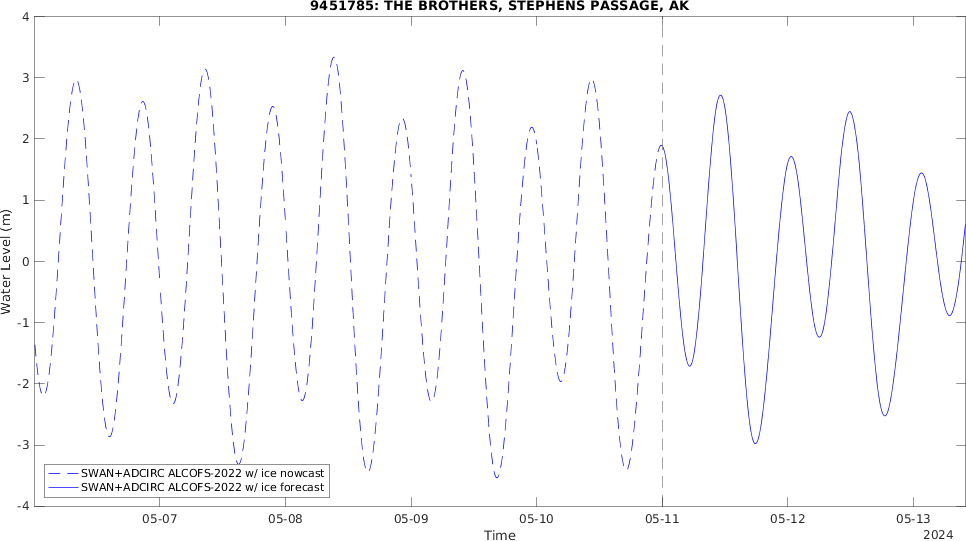 9451785: THE BROTHERS, STEPHENS PASSAGE, AK
4
3
2
1
0
-1
-2
-3
-4
Water Level (m)
SWAN+ADCIRC ALCOFS-2022 w/ ice nowcast
SWAN+ADCIRC ALCOFS-2022 w/ ice forecast
05-07 05-08 05-09 05-10 05-11 05-12 05-13
Time
2024